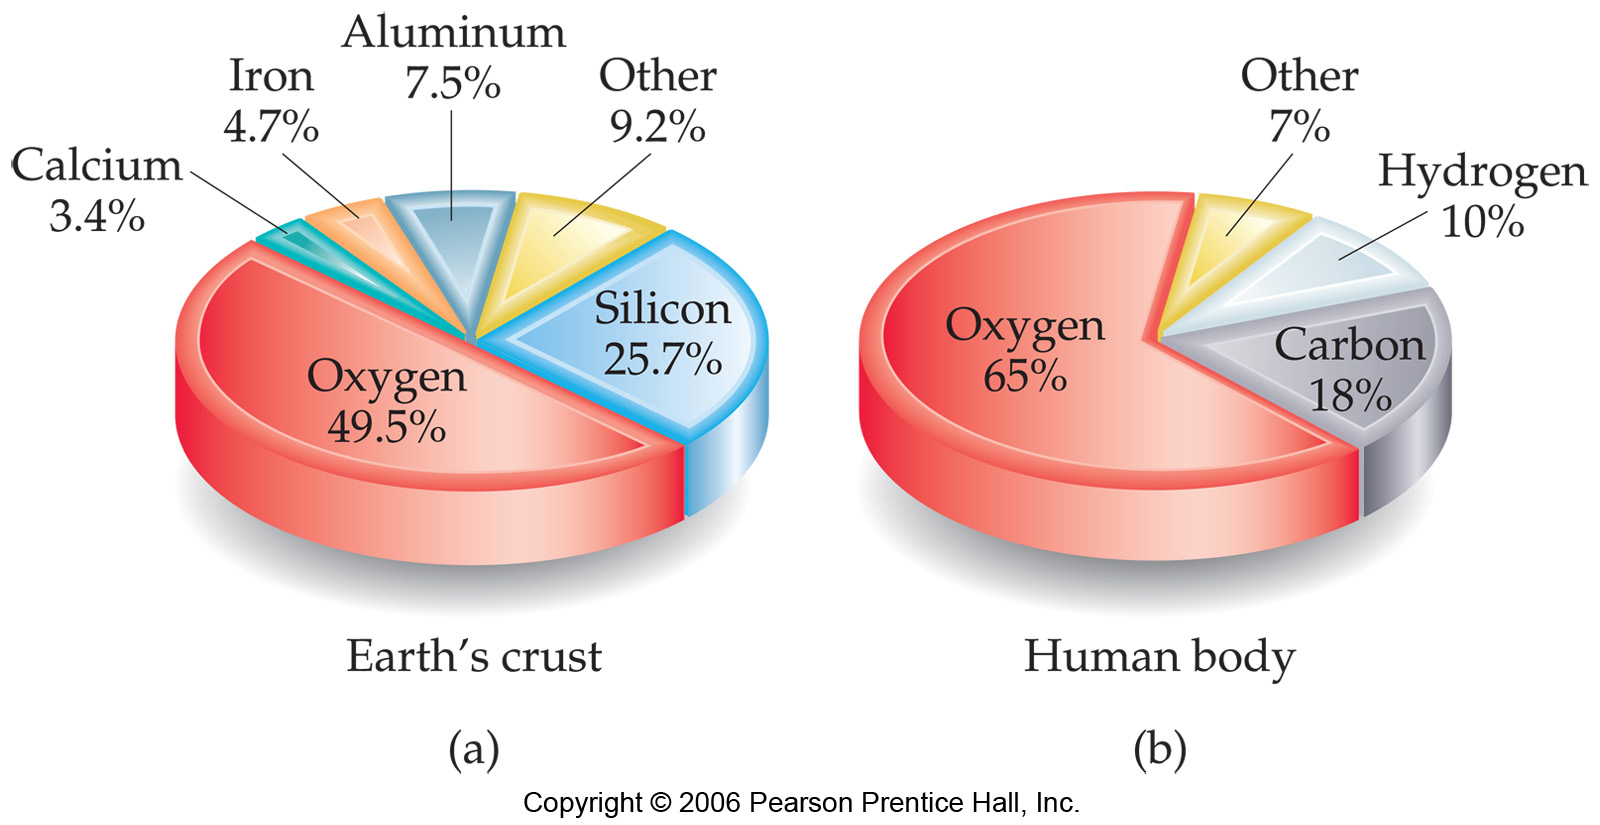 Aluminum
7.5%
Iron
4.7%
Other
9.2%
Calcium
3.4%
Silicon
25.7%
Oxygen
49.5%
Earth's crust
(a)
Other
7%
Hydrogen
10%
Oxygen
65%
Carbon
18%
Human body
(b)
Copyright © 2006 Pearson Prentice Hall, Inc.